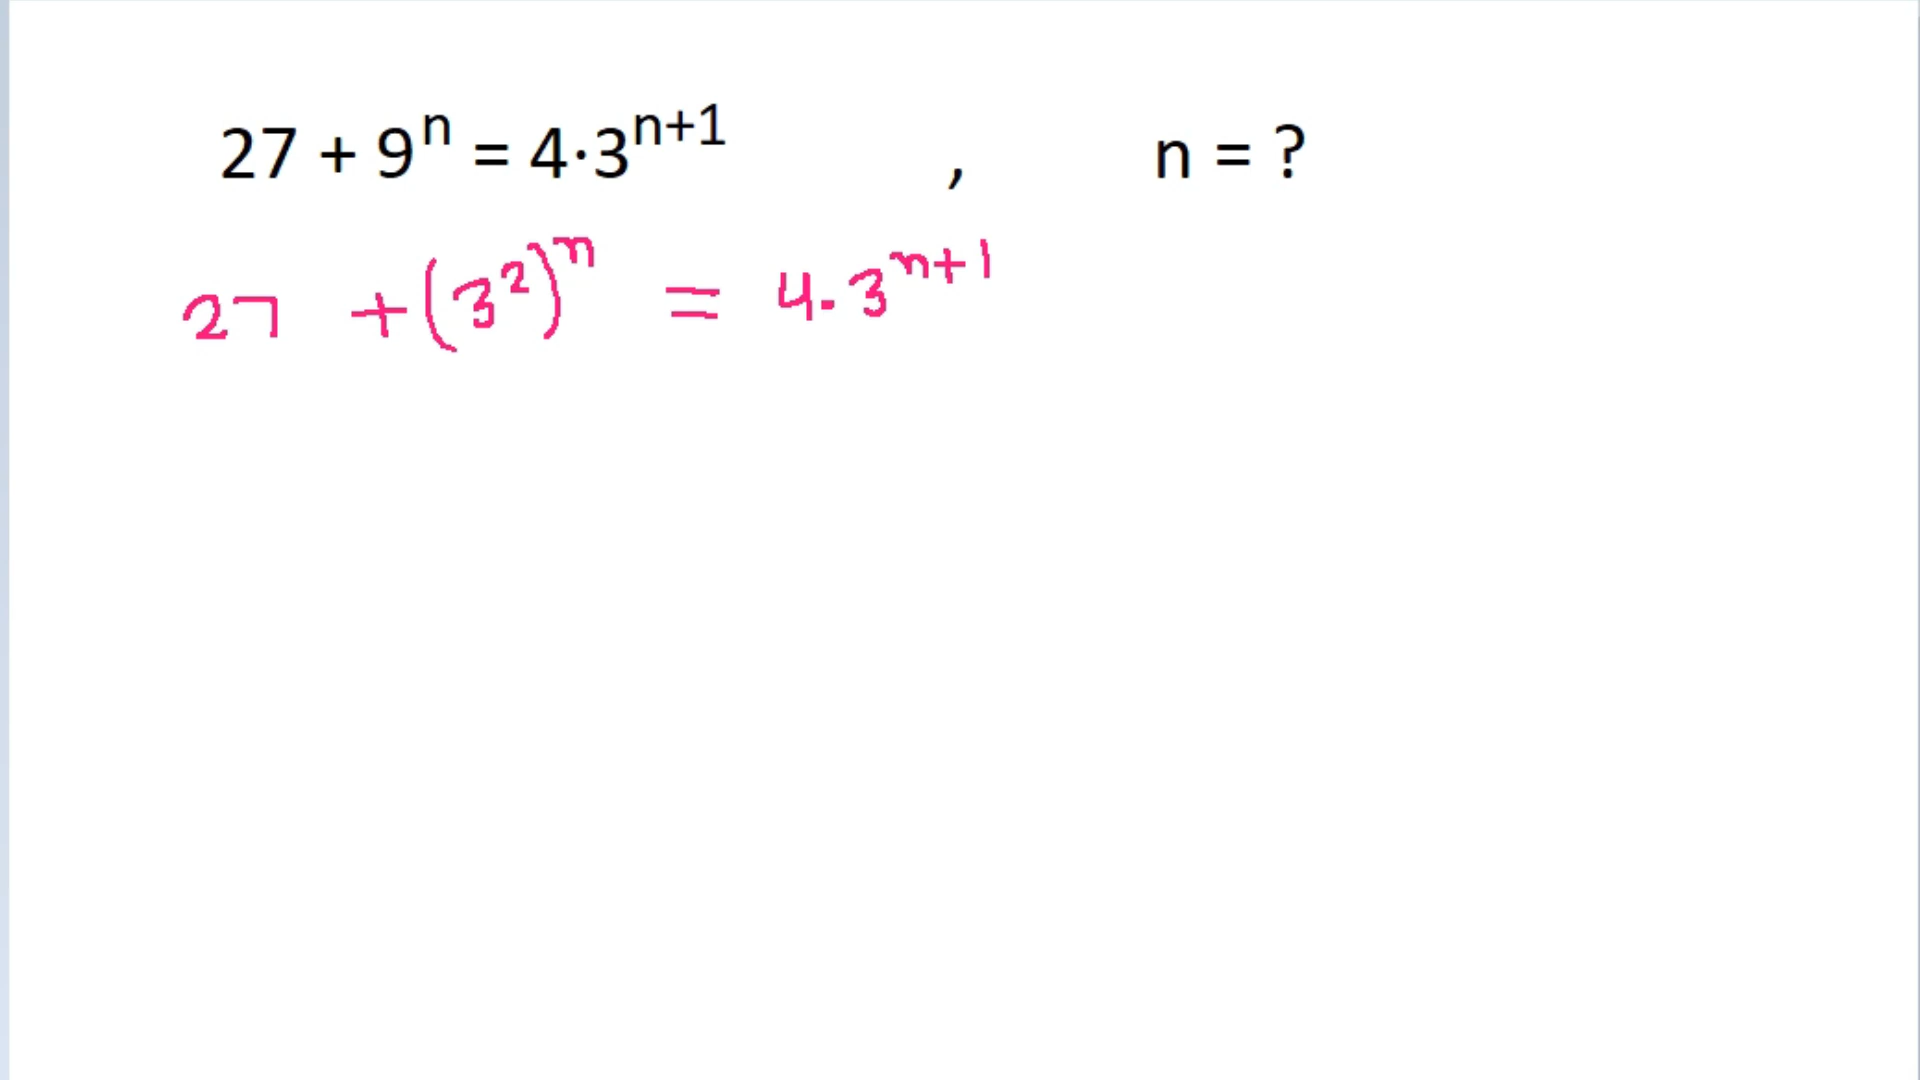 27 + 9ⁿ = 4·3ⁿ⁺¹ , n = ?
27 + (3²)ⁿ = 4.3ⁿ⁺¹